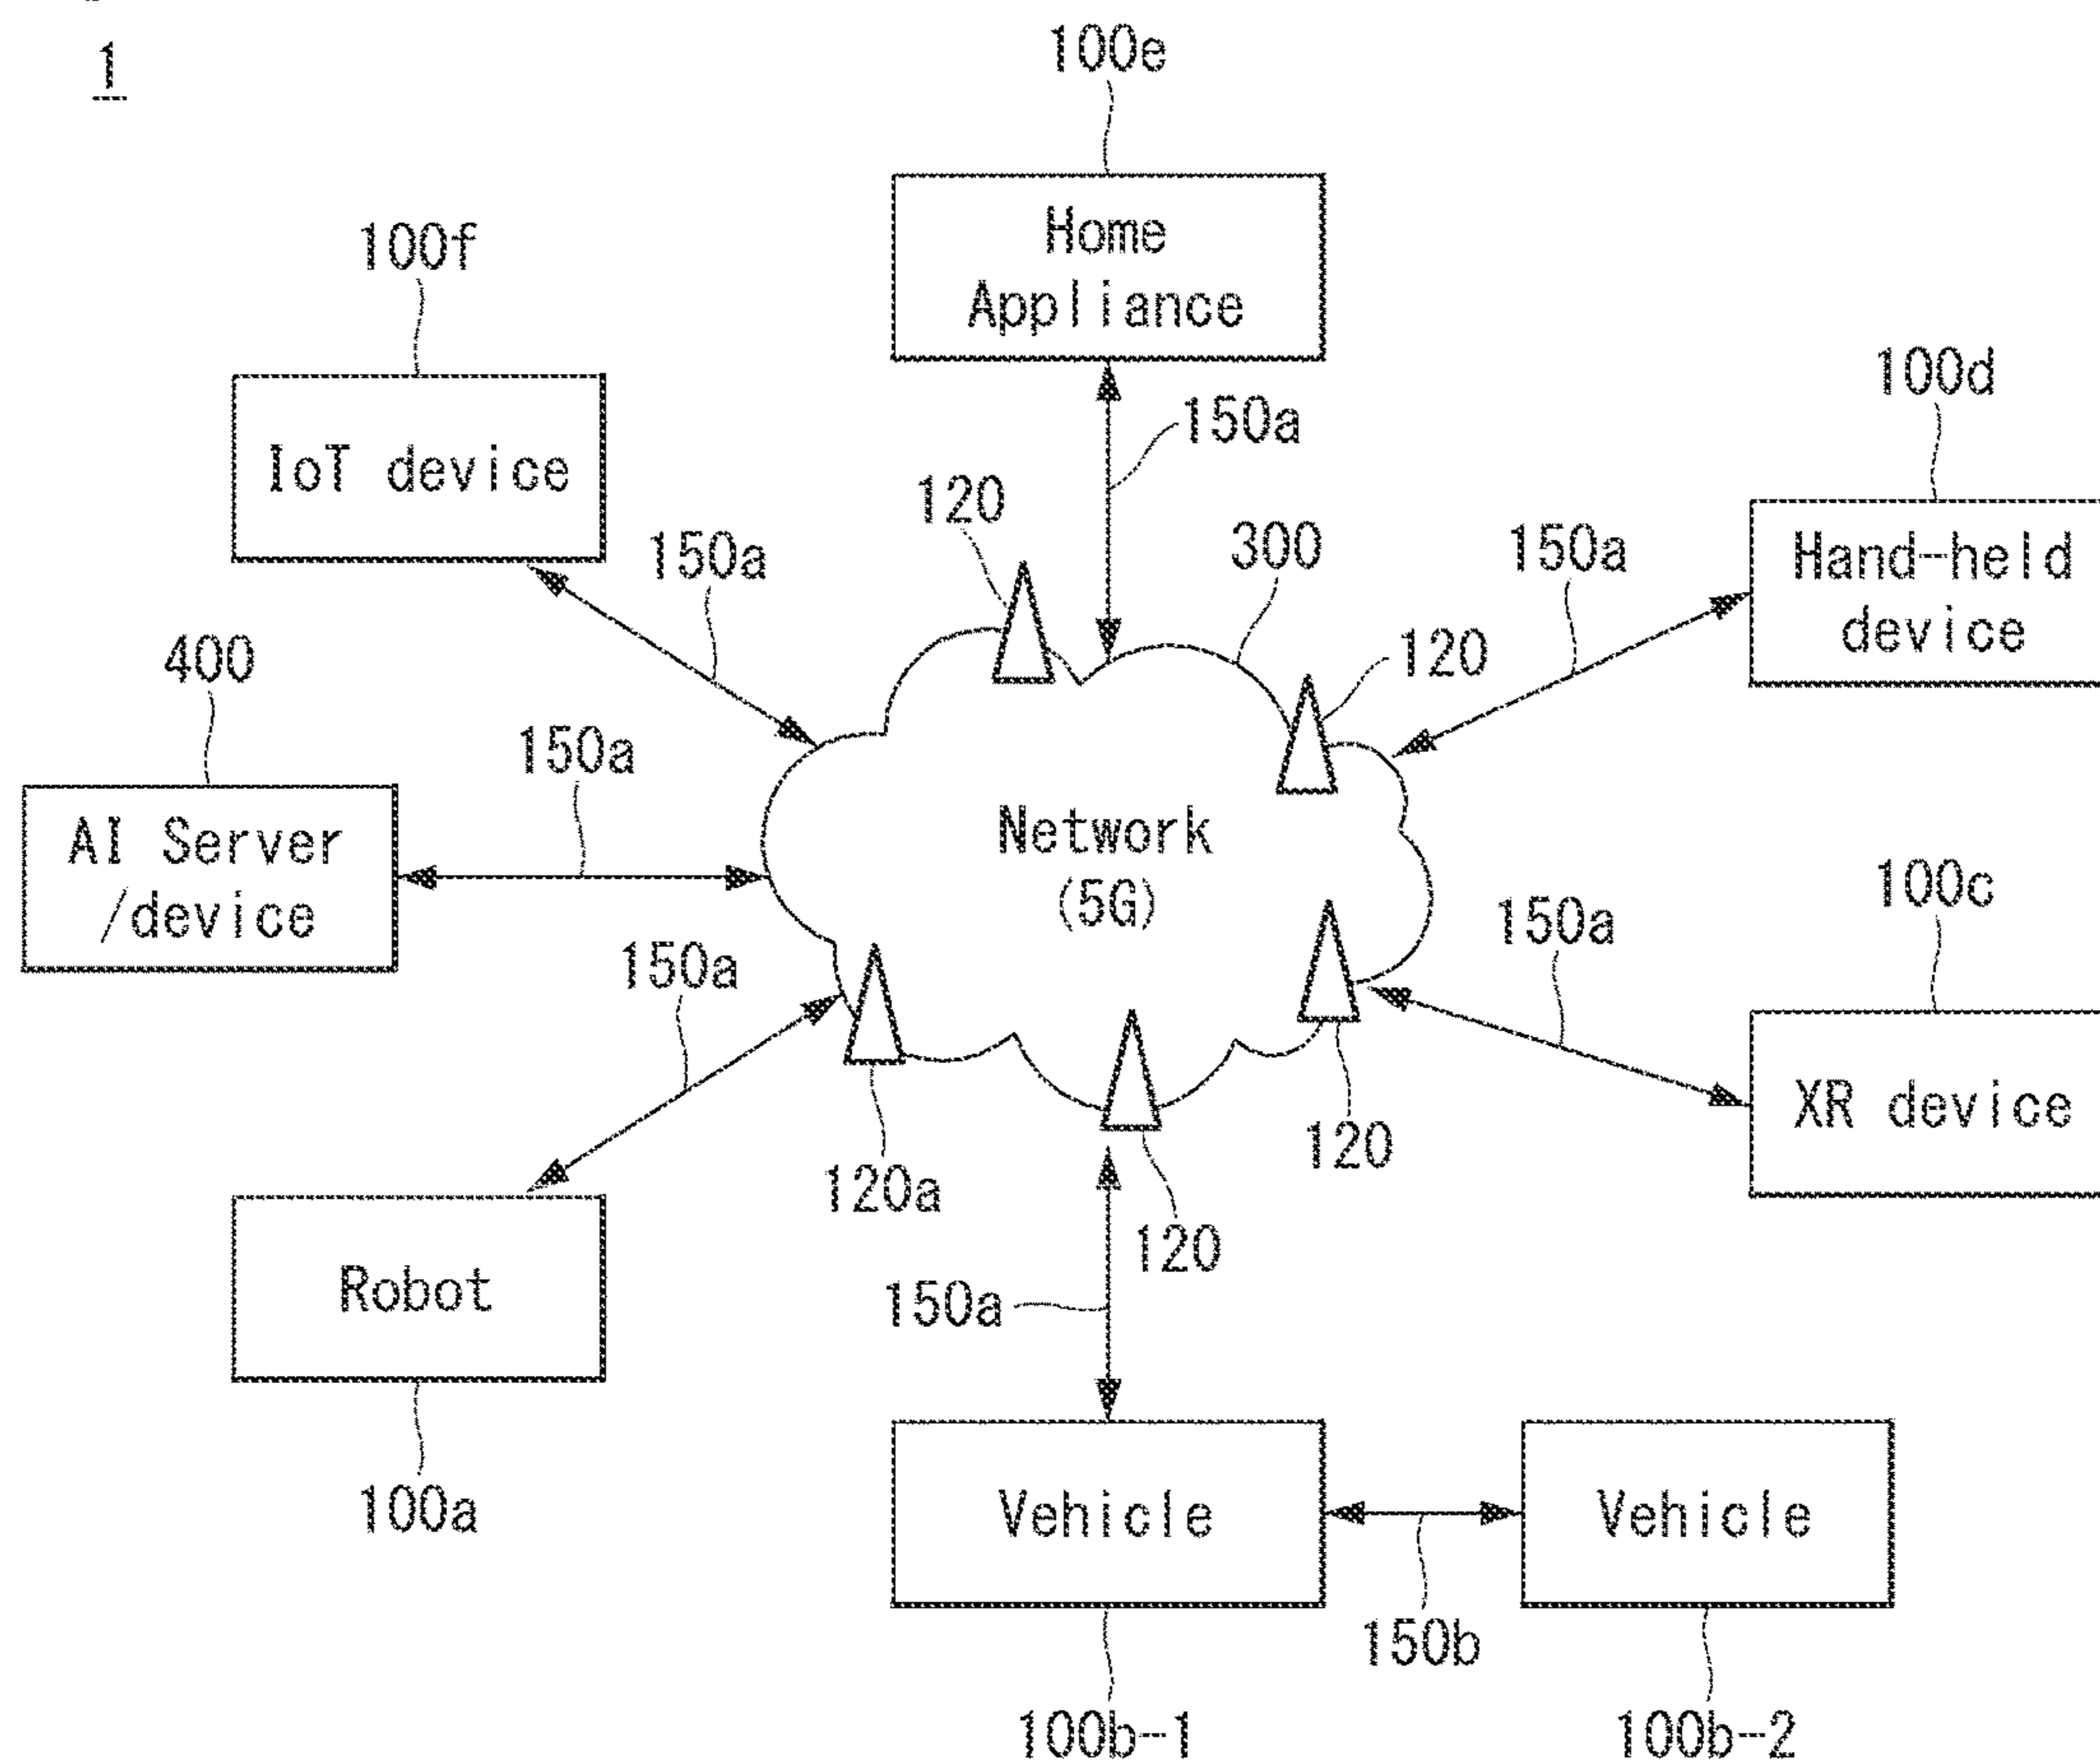 1
100e
Home
Appliance
100f
IoT device
150a
100d
Hand-held
device
120
300
150a
150a
120
400
AI Server
/device
150a
Network
(5G)
100c
XR device
150a
150a
120a
120
120
Robot
100a
150a
Vehicle
Vehicle
150b
100b-1
100b-2